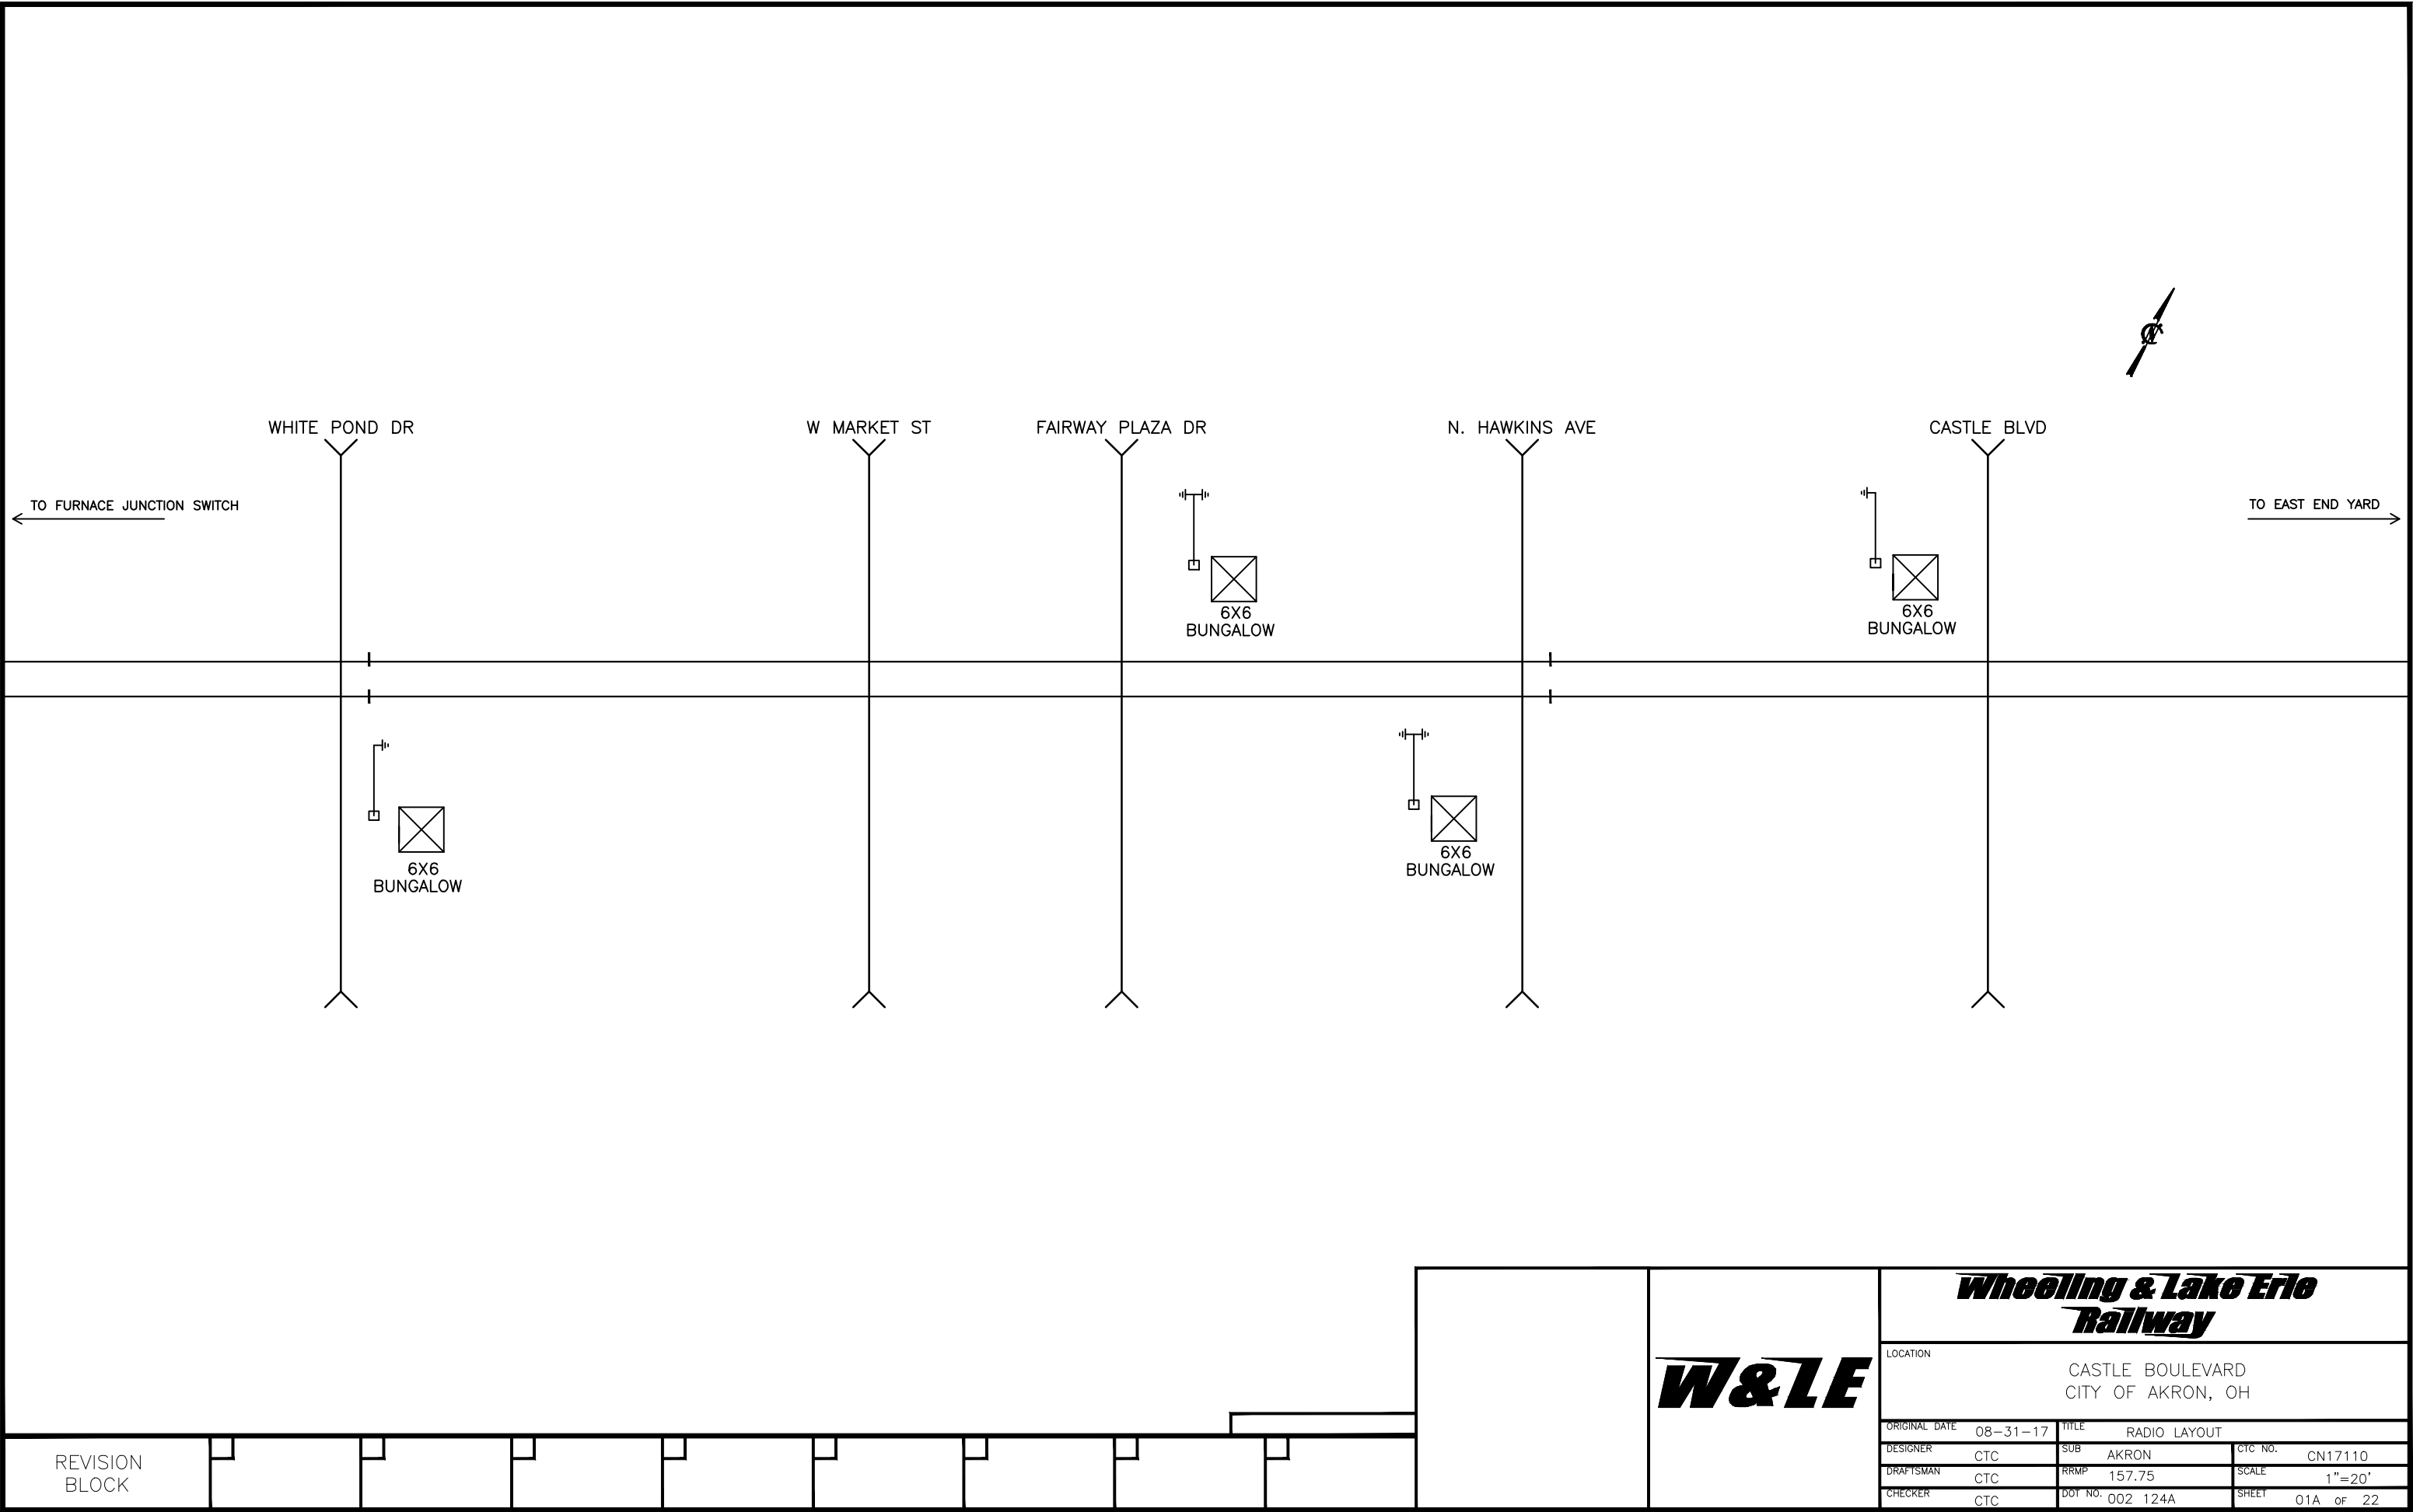 WHITE POND DR
W MARKET ST
FAIRWAY PLAZA DR
N. HAWKINS AVE
CASTLE BLVD
TO FURNACE JUNCTION SWITCH
TO EAST END YARD
6X6
BUNGALOW
6X6
BUNGALOW
6X6
BUNGALOW
6X6
BUNGALOW
REVISION
BLOCK
W&LE
Wheeling & Lake Erie
Railway
LOCATION
CASTLE BOULEVARD
CITY OF AKRON, OH
ORIGINAL DATE 08-31-17 TITLE RADIO LAYOUT
DESIGNER CTC SUB AKRON CTC NO. CN17110
DRAFTSMAN CTC RRMP 157.75 SCALE 1"=20'
CHECKER CTC DOT NO. 002 124A SHEET 01A OF 22